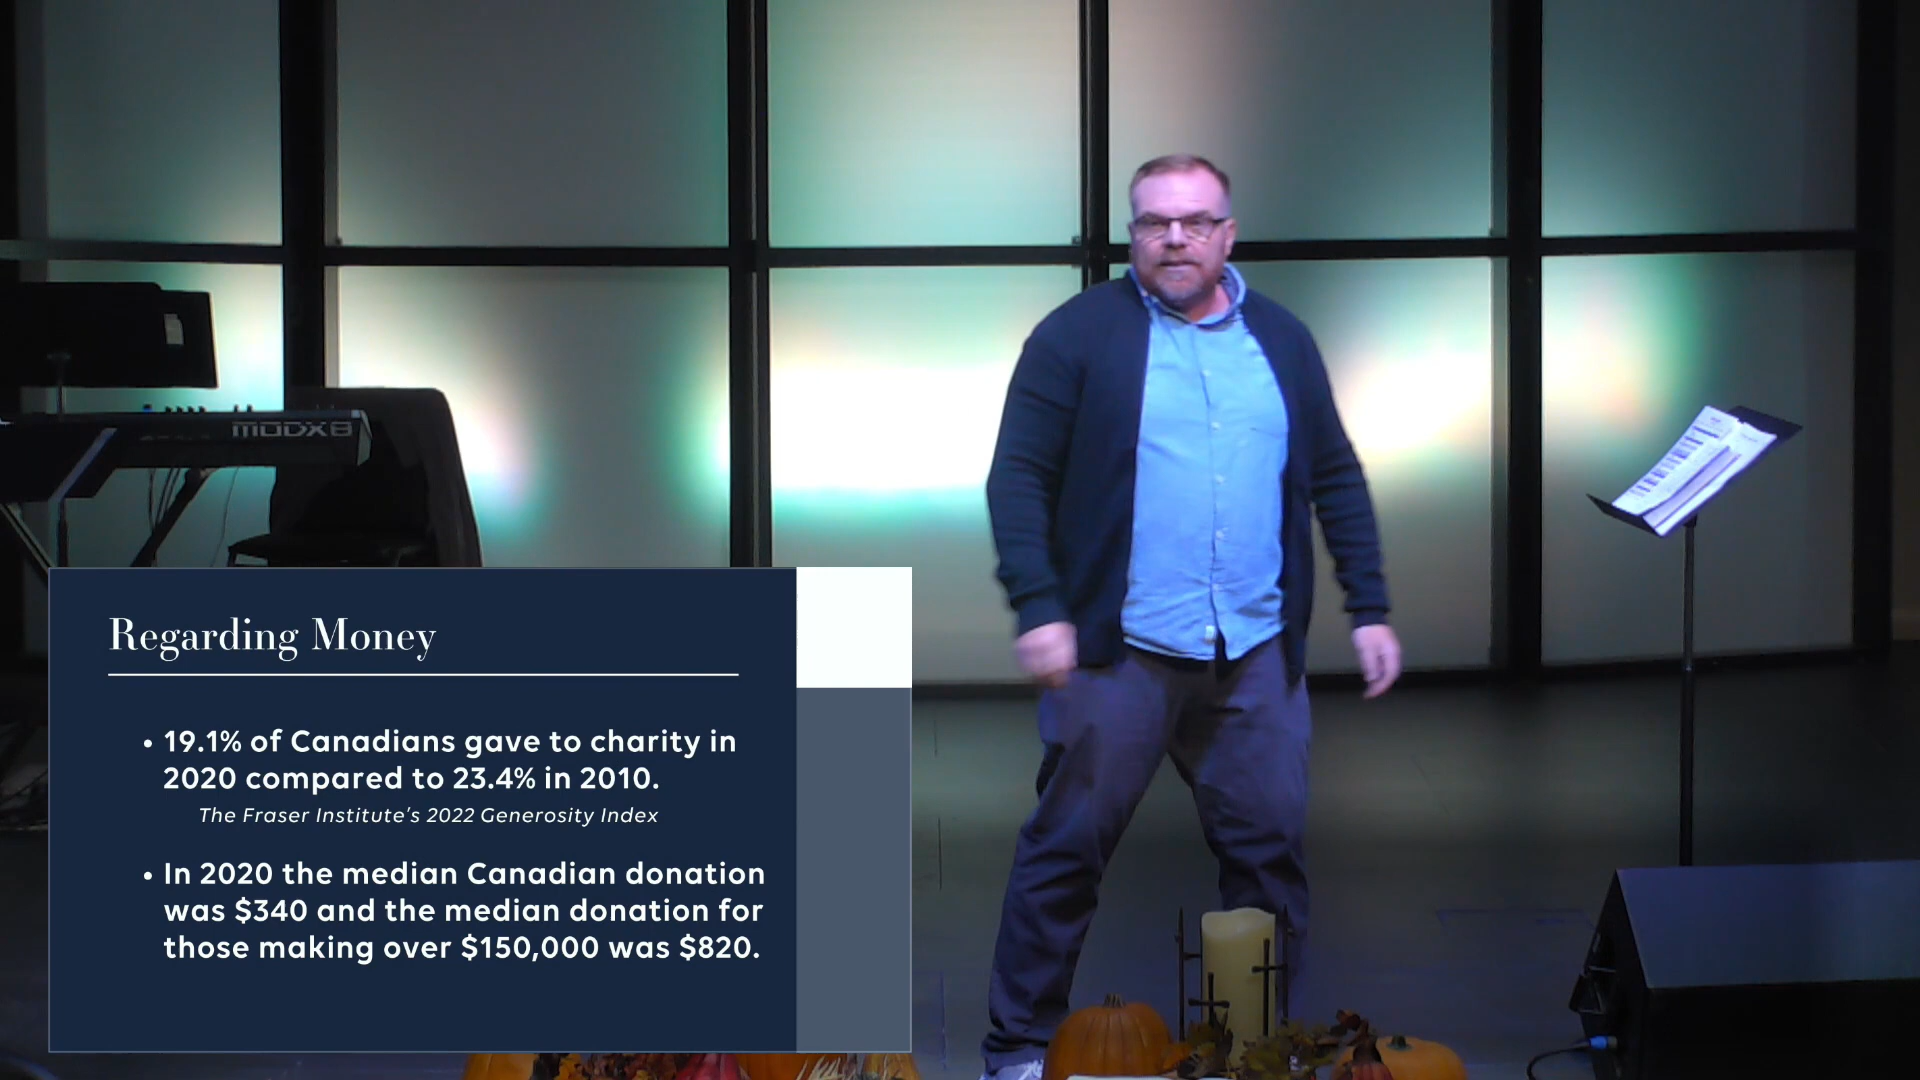 MODX8
Regarding Money
• 19.1% of Canadians gave to charity in
2020 compared to 23.4% in 2010.
The Fraser Institute's 2022 Generosity Index
• In 2020 the median Canadian donation
was $340 and the median donation for
those making over $150,000 was $820.